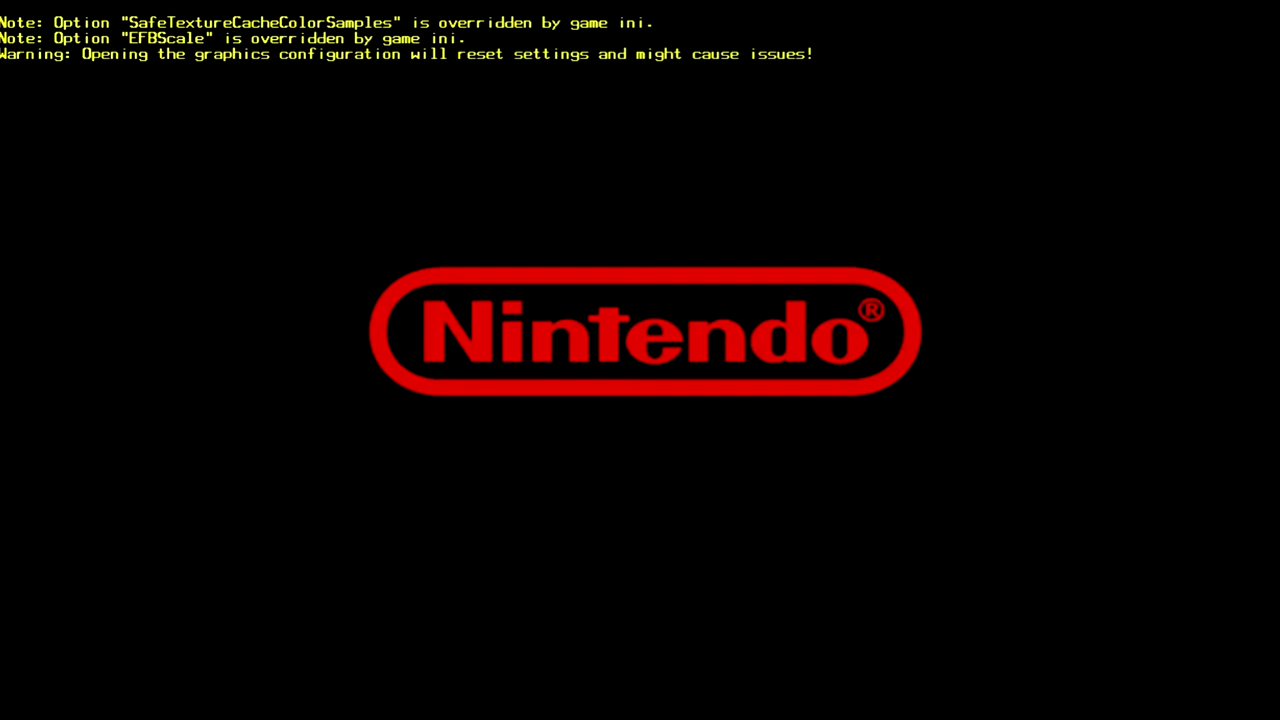 Note: Option "SafeTextureCacheColorSamples" is overridden by game ini.
Note: Option "EFBScale" is overridden by game ini.
Warning: Opening the graphics configuration will reset settings and might cause issues!
Nintendo®